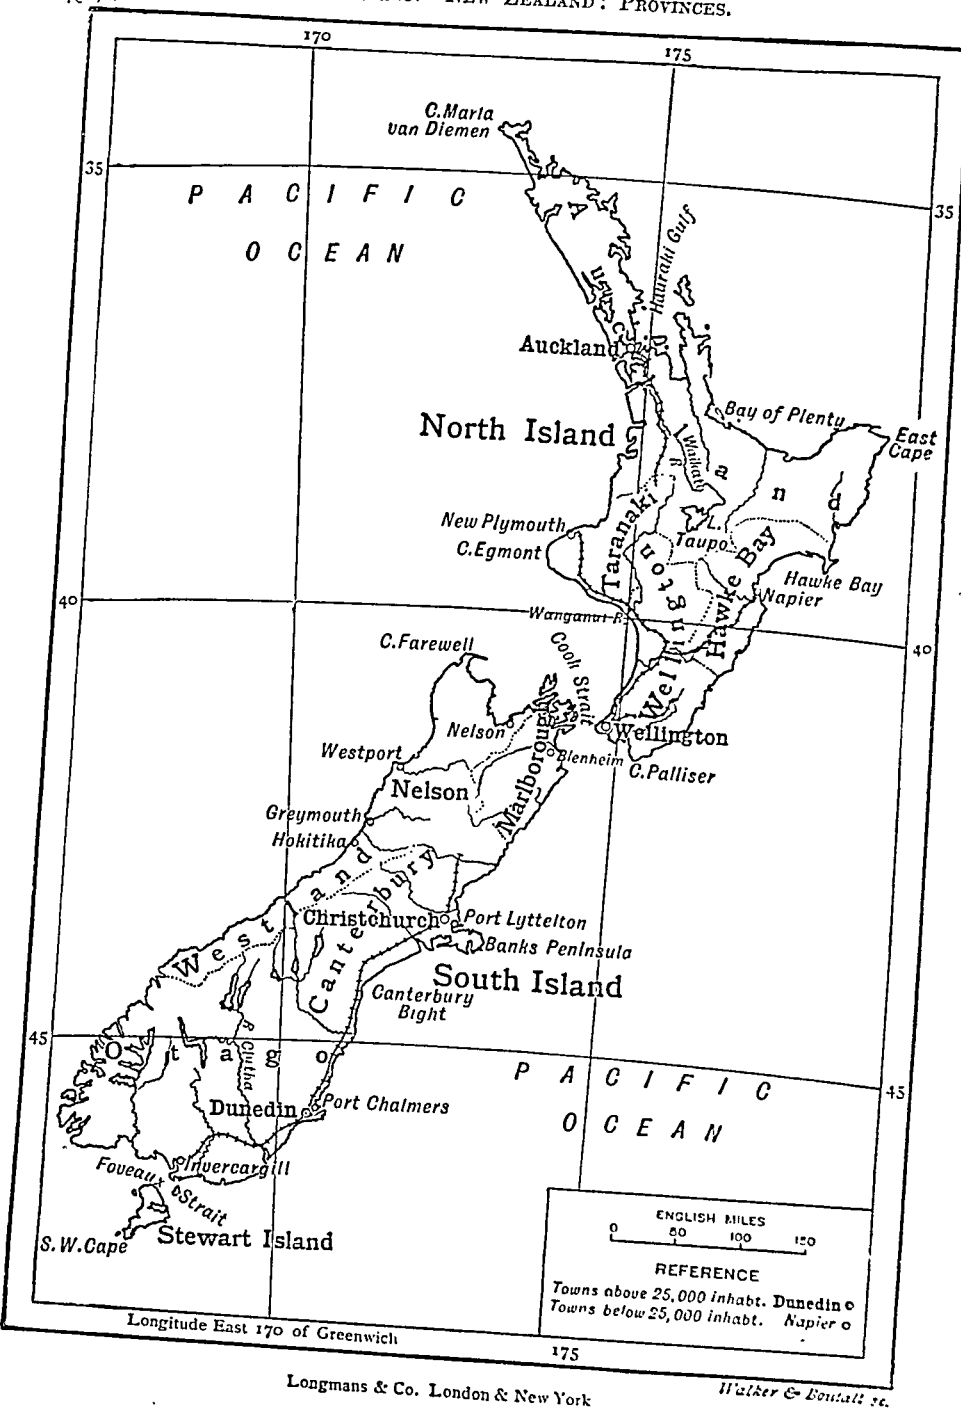 NEW ZEALAND: PROVINCES.
170
175
C. Maria
van Diemen
35
PACIFIC
OCEAN
35
Hauraki Gulf
Auckland
Auckland
North Island
Bay of Plenty
East
Cape
Waikato
R.
New Plymouth
C. Egmont
Taranaki
L.
Taupo
Hawke Bay
Hawke Bay
Napier
Wellington
40
Wanganui R.
40
C. Farewell
Cook Strait
Nelson
Wellington
Westport
Blenheim
C. Palliser
Nelson
Marlborough
Greymouth
Hokitika
Westland
Canterbury
Christchurch
Port Lyttelton
Banks Peninsula
South Island
Canterbury
Bight
45
Otago
R. Clutha
PACIFIC
OCEAN
45
Dunedin
Port Chalmers
Invercargill
Foveaux Strait
S.W. Cape
Stewart Island
ENGLISH MILES
0 50 100 150
REFERENCE
Towns above 25,000 inhabt. Dunedin
Towns below 25,000 inhabt. Napier
Longitude East 170 of Greenwich
175
Longmans & Co. London & New York
Walker & Boutall sc.